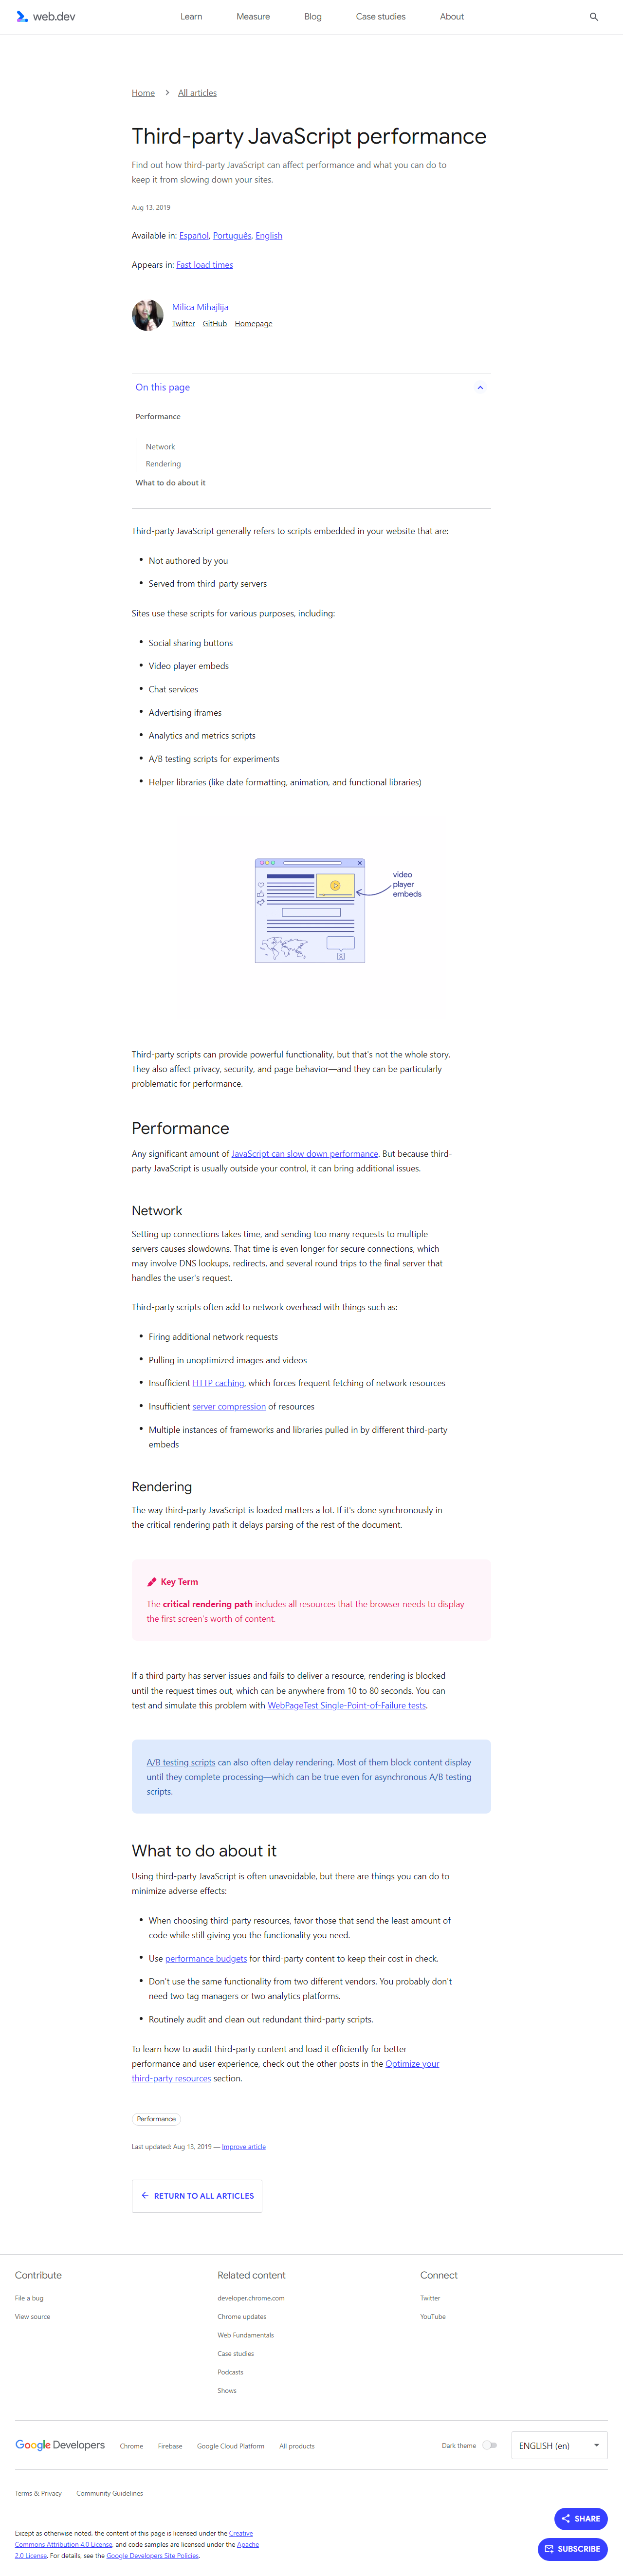 web.dev
Learn
Measure
Blog
Case studies
About
Home
All articles
Third-party JavaScript performance
Find out how third-party JavaScript can affect performance and what you can do to
keep it from slowing down your sites.
Aug 13, 2019
Available in: Español, Português, English
Appears in: Fast load times
Milica Mihajlija
Twitter GitHub Homepage
On this page
Performance
Network
Rendering
What to do about it
Third-party JavaScript generally refers to scripts embedded in your website that are:
• Not authored by you
• Served from third-party servers
Sites use these scripts for various purposes, including:
• Social sharing buttons
• Video player embeds
• Chat services
• Advertising iframes
• Analytics and metrics scripts
• A/B testing scripts for experiments
• Helper libraries (like date formatting, animation, and functional libraries)
video
player
embeds
Third-party scripts can provide powerful functionality, but that's not the whole story.
They also affect privacy, security, and page behavior—and they can be particularly
problematic for performance.
Performance
Any significant amount of JavaScript can slow down performance. But because third-
party JavaScript is usually outside your control, it can bring additional issues.
Network
Setting up connections takes time, and sending too many requests to multiple
servers causes slowdowns. That time is even longer for secure connections, which
may involve DNS lookups, redirects, and several round trips to the final server that
handles the user's request.
Third-party scripts often add to network overhead with things such as:
• Firing additional network requests
• Pulling in unoptimized images and videos
• Insufficient HTTP caching, which forces frequent fetching of network resources
• Insufficient server compression of resources
• Multiple instances of frameworks and libraries pulled in by different third-party
embeds
Rendering
The way third-party JavaScript is loaded matters a lot. If it's done synchronously in
the critical rendering path it delays parsing of the rest of the document.
Key Term
The critical rendering path includes all resources that the browser needs to display
the first screen's worth of content.
If a third party has server issues and fails to deliver a resource, rendering is blocked
until the request times out, which can be anywhere from 10 to 80 seconds. You can
test and simulate this problem with WebPageTest Single-Point-of-Failure tests.
A/B testing scripts can also often delay rendering. Most of them block content display
until they complete processing—which can be true even for asynchronous A/B testing
scripts.
What to do about it
Using third-party JavaScript is often unavoidable, but there are things you can do to
minimize adverse effects:
• When choosing third-party resources, favor those that send the least amount of
code while still giving you the functionality you need.
• Use performance budgets for third-party content to keep their cost in check.
• Don't use the same functionality from two different vendors. You probably don't
need two tag managers or two analytics platforms.
• Routinely audit and clean out redundant third-party scripts.
To learn how to audit third-party content and load it efficiently for better
performance and user experience, check out the other posts in the Optimize your
third-party resources section.
Performance
Last updated: Aug 13, 2019 — Improve article
RETURN TO ALL ARTICLES
Contribute
File a bug
View source
Related content
developer.chrome.com
Chrome updates
Web Fundamentals
Case studies
Podcasts
Shows
Connect
Twitter
YouTube
Google Developers
Chrome
Firebase
Google Cloud Platform
All products
Dark theme
ENGLISH (en)
Terms & Privacy
Community Guidelines
SHARE
SUBSCRIBE
Except as otherwise noted, the content of this page is licensed under the Creative
Commons Attribution 4.0 License, and code samples are licensed under the Apache
2.0 License. For details, see the Google Developers Site Policies.